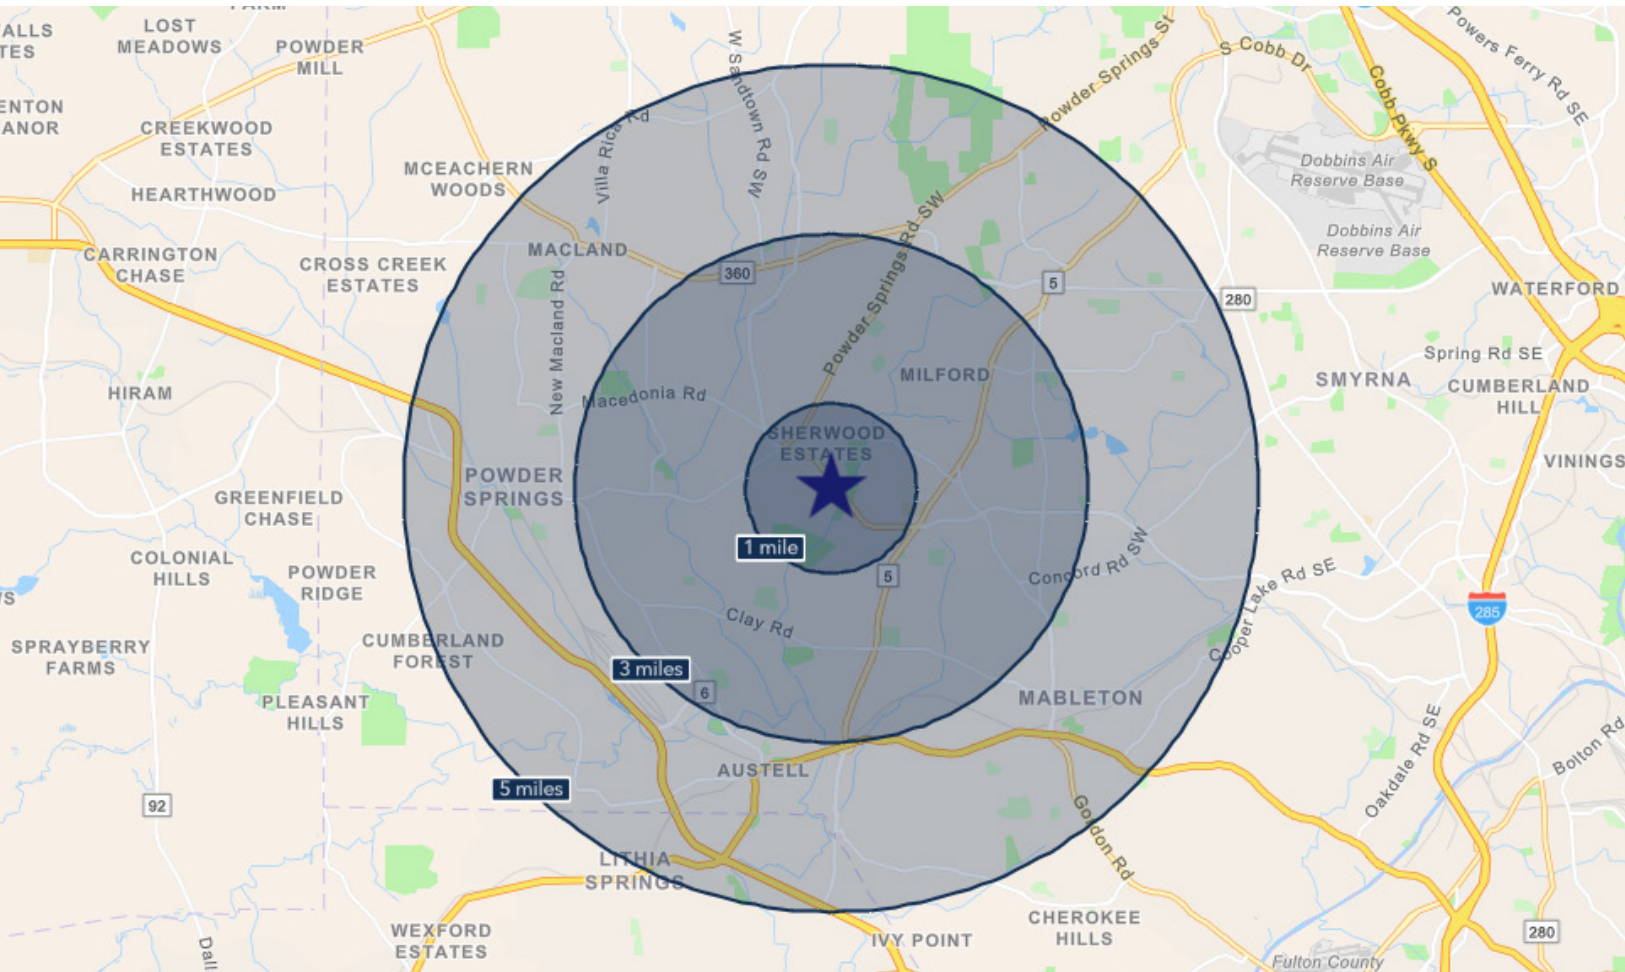 FARM
ALLS
TES
LOST
MEADOWS
POWDER
MILL
W Sandtown Rd SW
Powder Springs St
S Cobb Dr
Cobb Pkwy S
Powers Ferry Rd SE
ENTON
ANOR
CREEKWOOD
ESTATES
Villa Rica Rd
MCEACHERN
WOODS
HEARTHWOOD
Dobbins Air
Reserve Base
Dobbins Air
Reserve Base
CARRINGTON
CHASE
CROSS CREEK
ESTATES
MACLAND
360
Powder Springs Rd SW
5
280
WATERFORD
New Macland Rd
HIRAM
Macedonia Rd
MILFORD
Spring Rd SE
SMYRNA
CUMBERLAND
HILL
SHERWOOD
ESTATES
POWDER
SPRINGS
VININGS
GREENFIELD
CHASE
1 mile
COLONIAL
HILLS
POWDER
RIDGE
5
Concord Rd SW
Cooper Lake Rd SE
285
WS
SPRAYBERRY
FARMS
CUMBERLAND
FOREST
Clay Rd
3 miles
6
MABLETON
PLEASANT
HILLS
Oakdale Rd SE
Bolton Rd
AUSTELL
5 miles
92
Gordon Rd
LITHIA
SPRINGS
WEXFORD
ESTATES
IVY POINT
CHEROKEE
HILLS
280
Dall
Fulton County